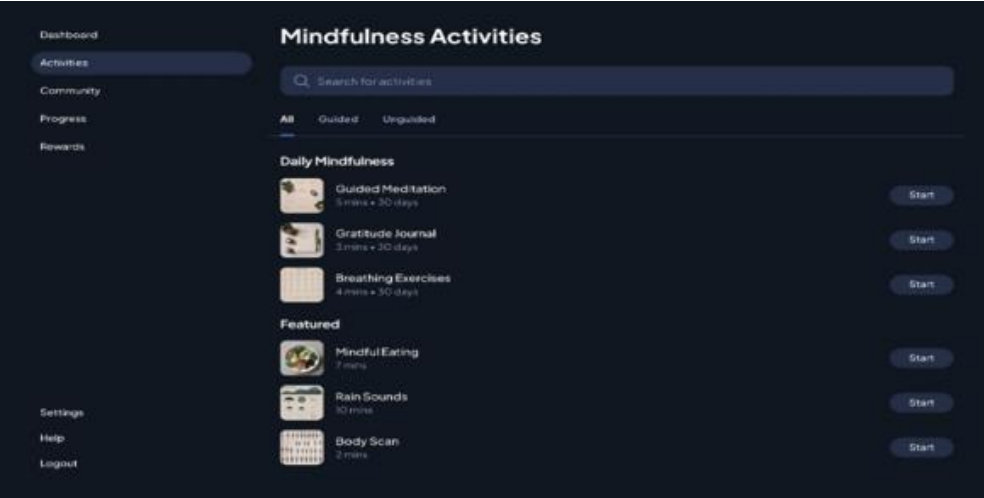 Dashboard
Activities
Community
Progress
Rewards
Settings
Help
Logout
Mindfulness Activities
Search for activities
All Guided Unguided
Daily Mindfulness
Guided Meditation
5 mins • 30 days
Start
Gratitude Journal
3 mins • 30 days
Start
Breathing Exercises
4 mins • 30 days
Start
Featured
Mindful Eating
7 mins
Start
Rain Sounds
10 mins
Start
Body Scan
2 mins
Start